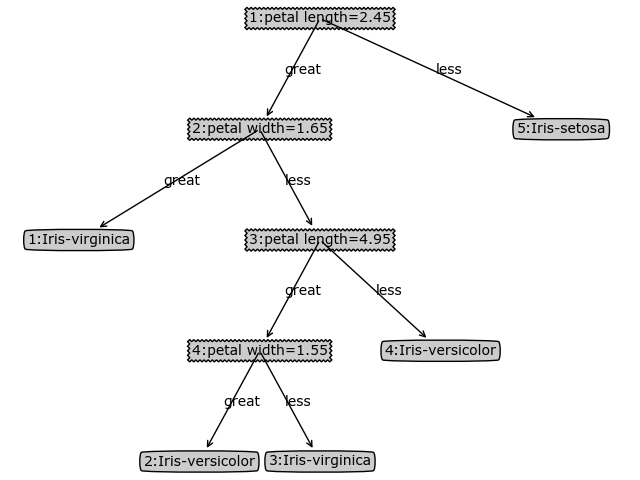 1:petal length=2.45
great
less
2:petal width=1.65
5:Iris-setosa
great
less
1:Iris-virginica
3:petal length=4.95
great
less
4:petal width=1.55
4:Iris-versicolor
great
less
2:Iris-versicolor
3:Iris-virginica